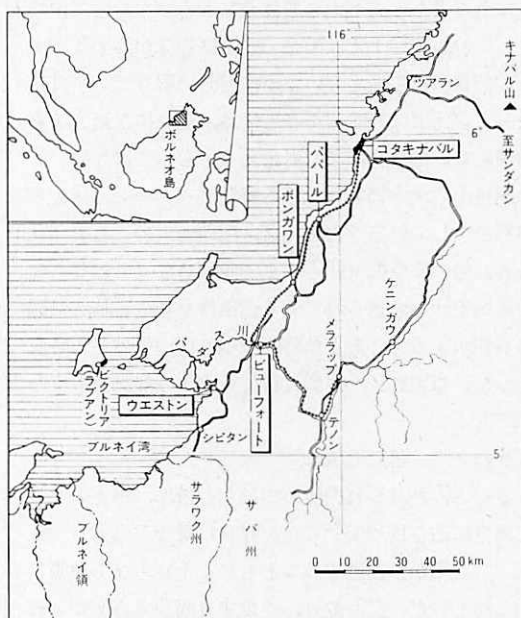 116°
キナバル山
ツアラン
6°
至サンダカン
コタキナバル
パパール
ボンガワン
ボルネオ島
ケニンガウ
メララップ
パダス川
ビクトリア
(ラブアン)
ビューフォート
ウエストン
テノン
ブルネイ湾
シピタン
5°
サラワク州
サバ州
ブルネイ領
0 10 20 30 40 50 km